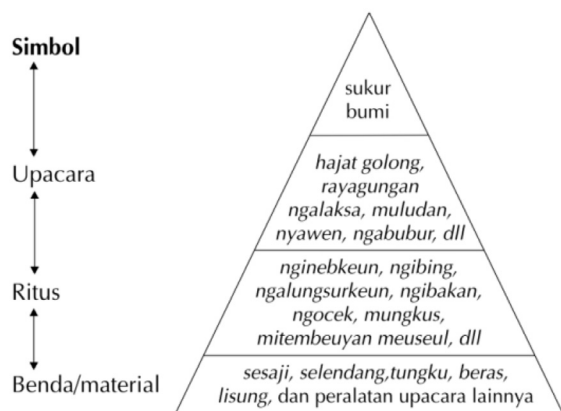 Simbol
sukur
bumi
Upacara
hajat golong,
rayagungan
ngalaksa, muludan,
nyawen, ngabubur, dll
Ritus
nginebkeun, ngibing,
ngalungsurkeun, ngibakan,
ngocek, mungkus,
mitembeuyan meuseul, dll
Benda/material
sesaji, selendang,tungku, beras,
lisung, dan peralatan upacara lainnya